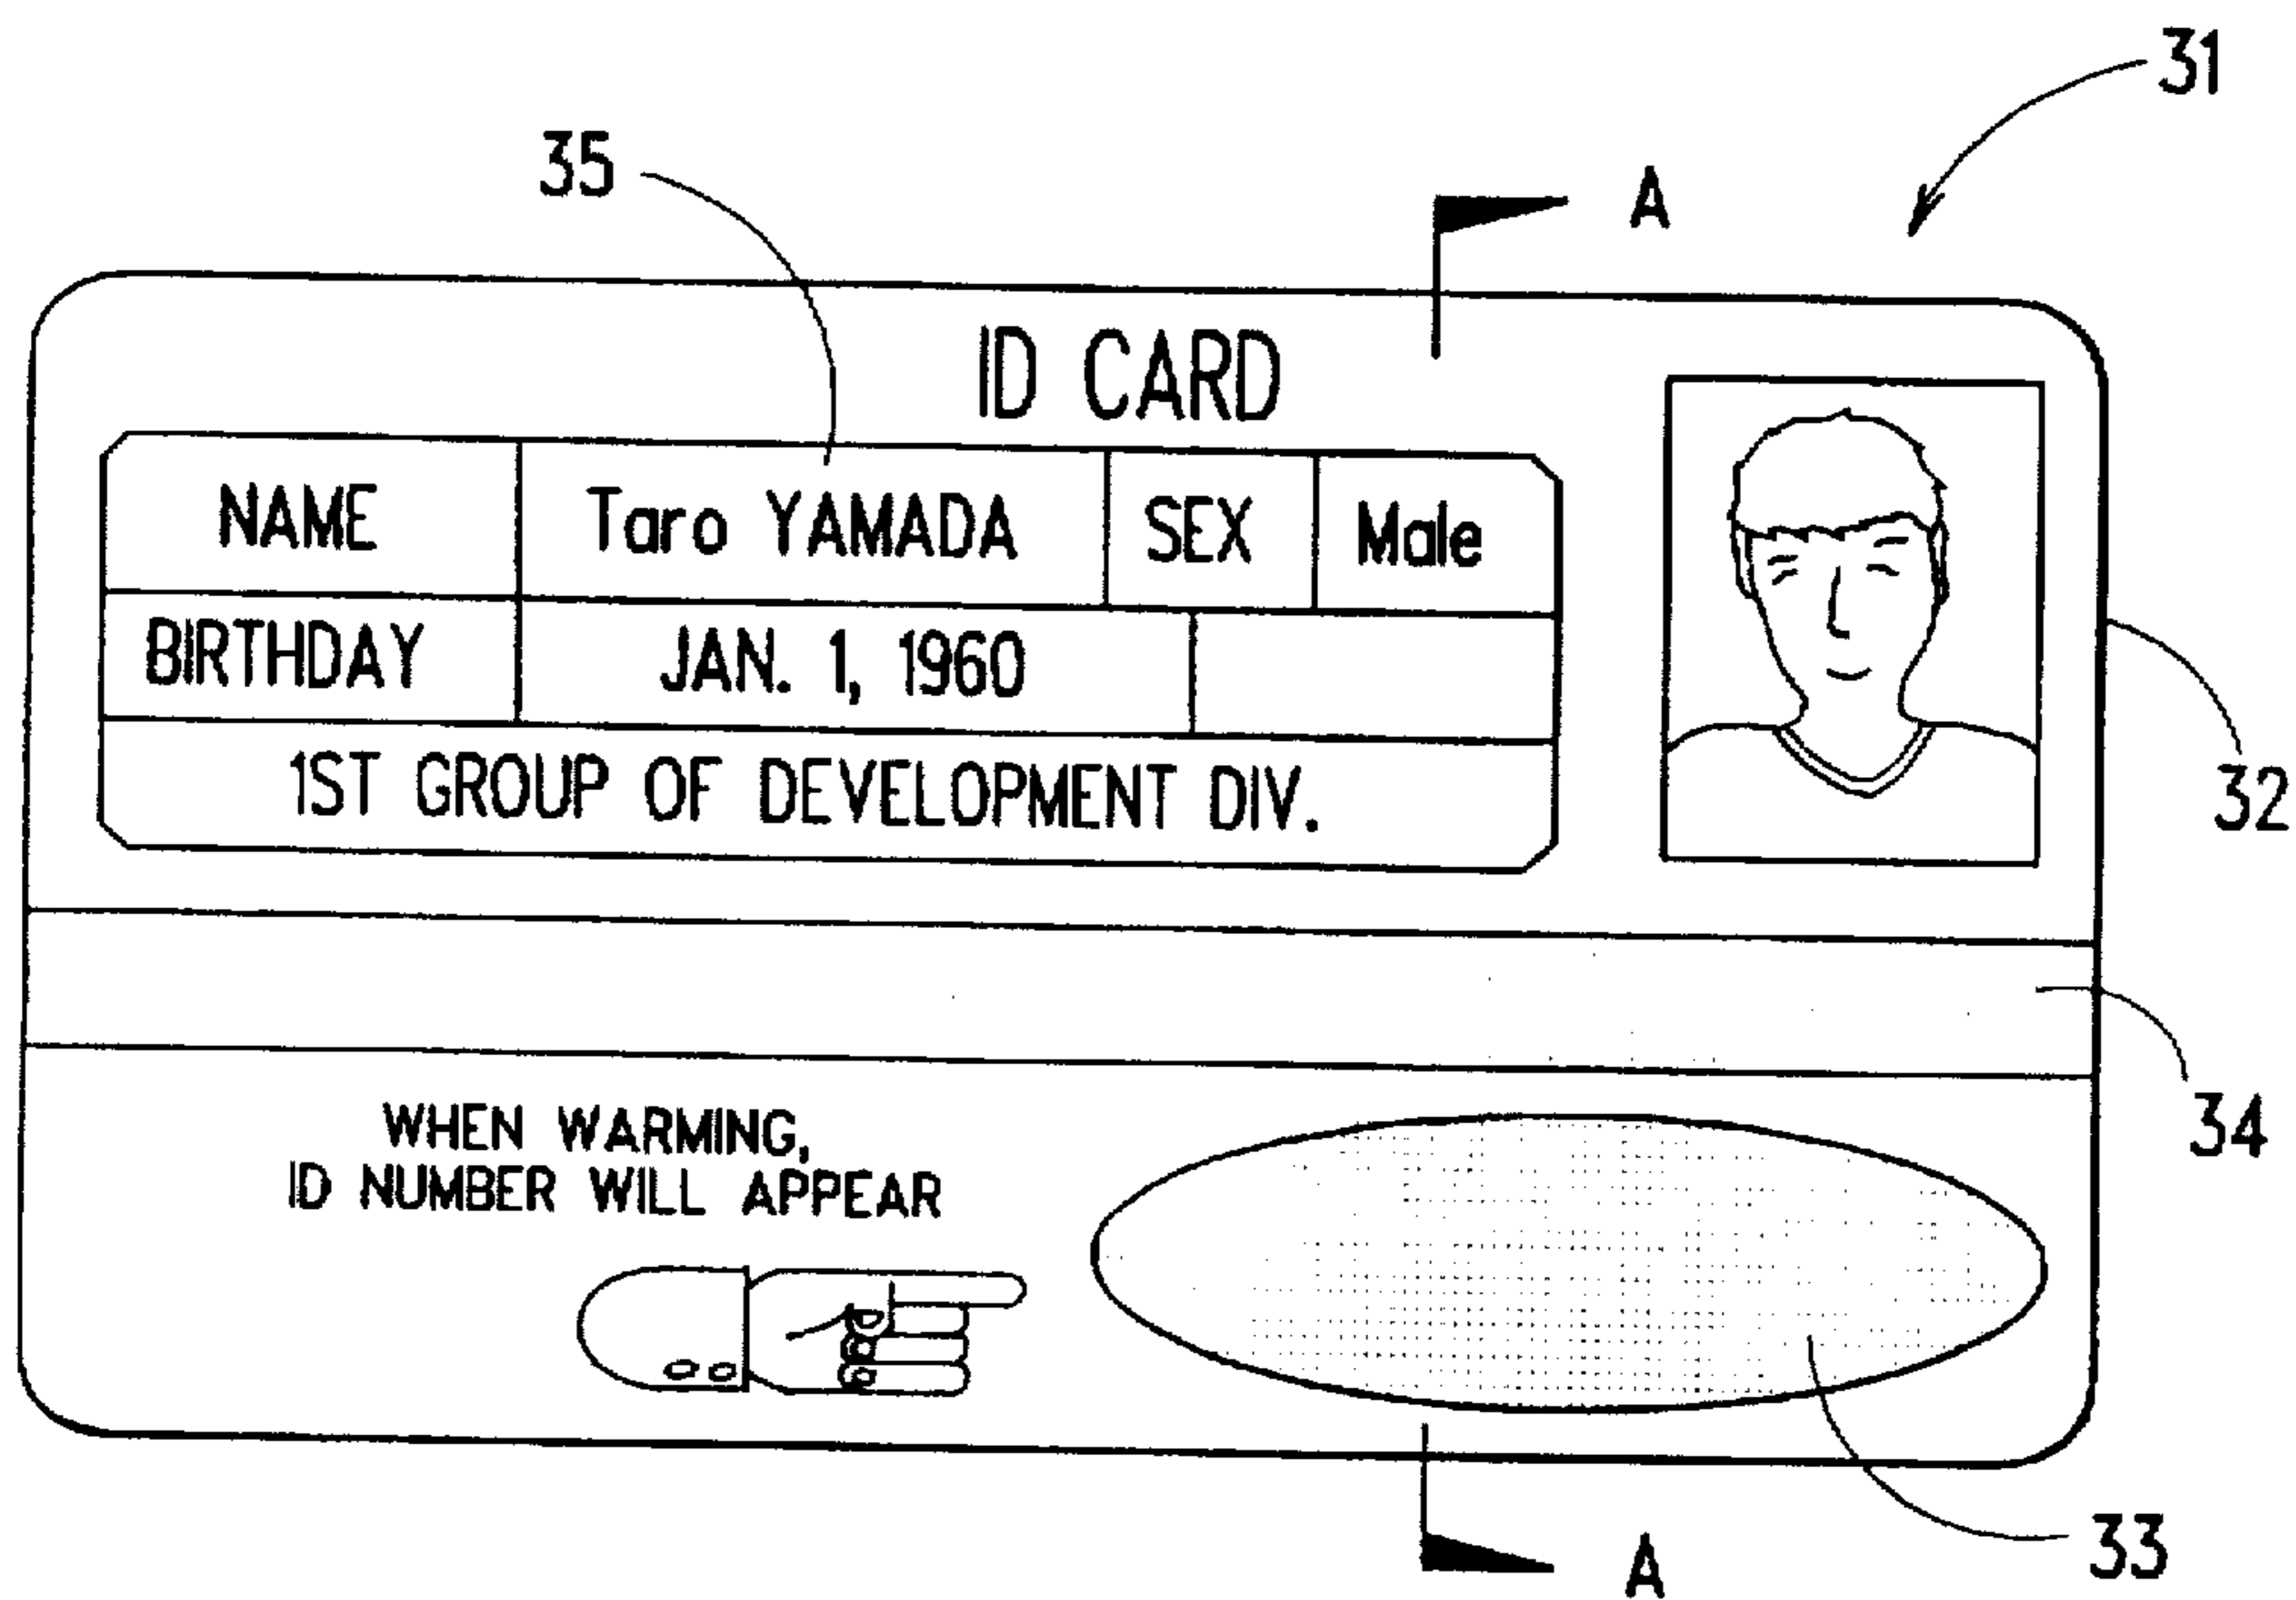 31
35
A
ID CARD
NAME Taro YAMADA SEX Male
BIRTHDAY JAN. 1, 1960
32
1ST GROUP OF DEVELOPMENT DIV.
34
WHEN WARMING,
ID NUMBER WILL APPEAR
33
A